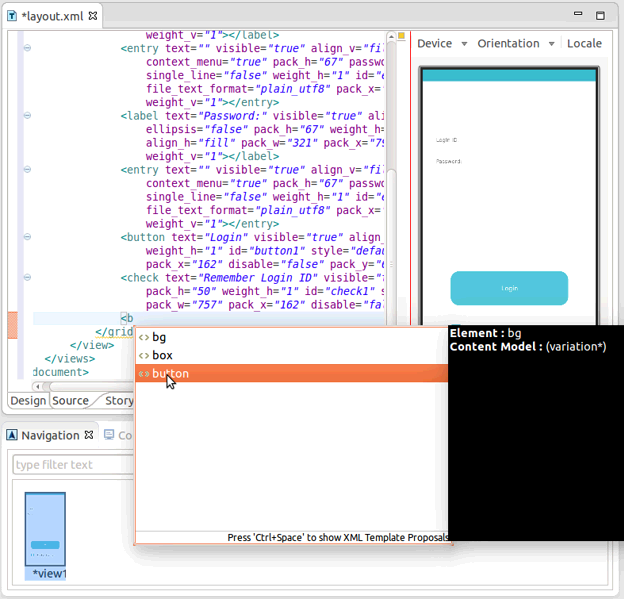 *layout.xml
weight_v="1"></label>
<entry text="" visible="true" align_v="fil
context_menu="true" pack_h="67" passwo
single_line="false" weight_h="1" id="e
file_text_format="plain_utf8" pack_x="
weight_v="1"></entry>
<label text="Password:" visible="true" ali
ellipsis="false" pack_h="67" weight_h=
align_h="fill" pack_w="321" pack_x="79
weight_v="1"></label>
<entry text="" visible="true" align_v="fil
context_menu="true" pack_h="67" passwo
single_line="false" weight_h="1" id="e
file_text_format="plain_utf8" pack_x="
weight_v="1"></entry>
<button text="Login" visible="true" align_
weight_h="1" id="button1" style="defau
pack_x="162" disable="false" pack_y="6
<check text="Remember Login ID" visible="t
pack_h="50" weight_h="1" id="check1" s
pack_w="757" pack_x="162" disable="fal
<b
</grid
</view>
</views>
document>
Design Source Story
Device Orientation Locale
Login ID
Password:
Login
bg
box
button
Press 'Ctrl+Space' to show XML Template Proposals
Element : bg
Content Model : (variation*)
Navigation Co
type filter text
*view1